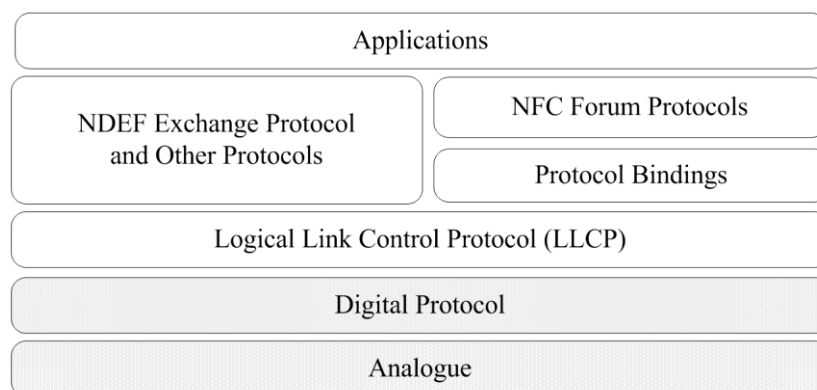 Applications
NDEF Exchange Protocol
and Other Protocols
NFC Forum Protocols
Protocol Bindings
Logical Link Control Protocol (LLCP)
Digital Protocol
Analogue